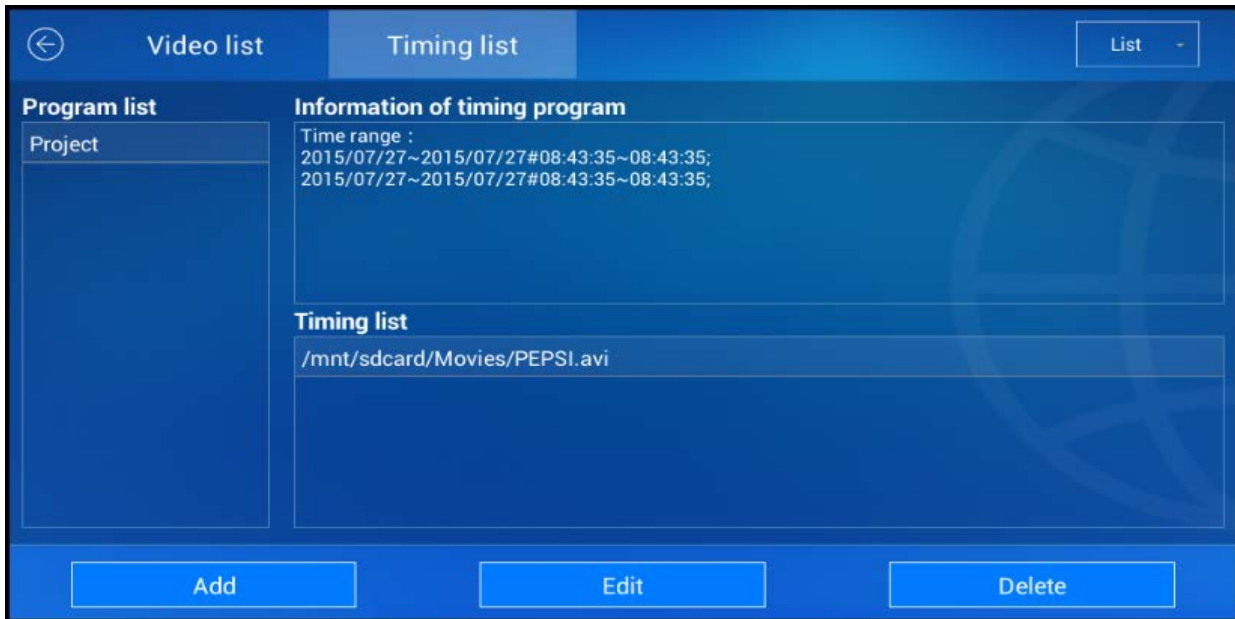 Video list
Timing list
List
Program list
Project
Information of timing program
Time range :
2015/07/27~2015/07/27#08:43:35~08:43:35;
2015/07/27~2015/07/27#08:43:35~08:43:35;
Timing list
/mnt/sdcard/Movies/PEPSI.avi
Add
Edit
Delete